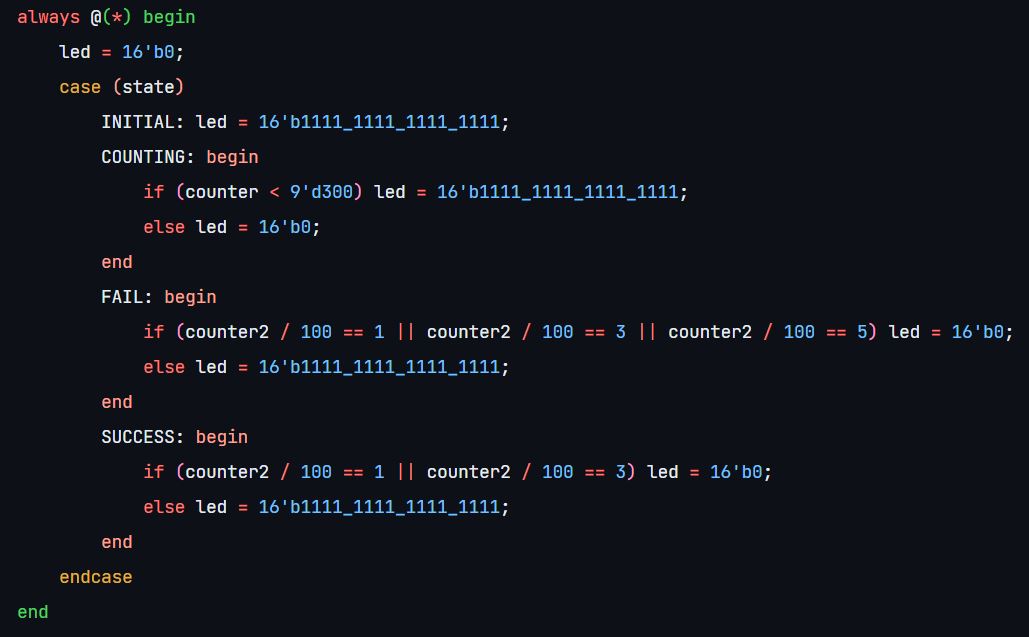 always @(*) begin
    led = 16'b0;
    case (state)
        INITIAL: led = 16'b1111_1111_1111_1111;
        COUNTING: begin
            if (counter < 9'd300) led = 16'b1111_1111_1111_1111;
            else led = 16'b0;
        end
        FAIL: begin
            if (counter2 / 100 == 1 || counter2 / 100 == 3 || counter2 / 100 == 5) led = 16'b0;
            else led = 16'b1111_1111_1111_1111;
        end
        SUCCESS: begin
            if (counter2 / 100 == 1 || counter2 / 100 == 3) led = 16'b0;
            else led = 16'b1111_1111_1111_1111;
        end
    endcase
end